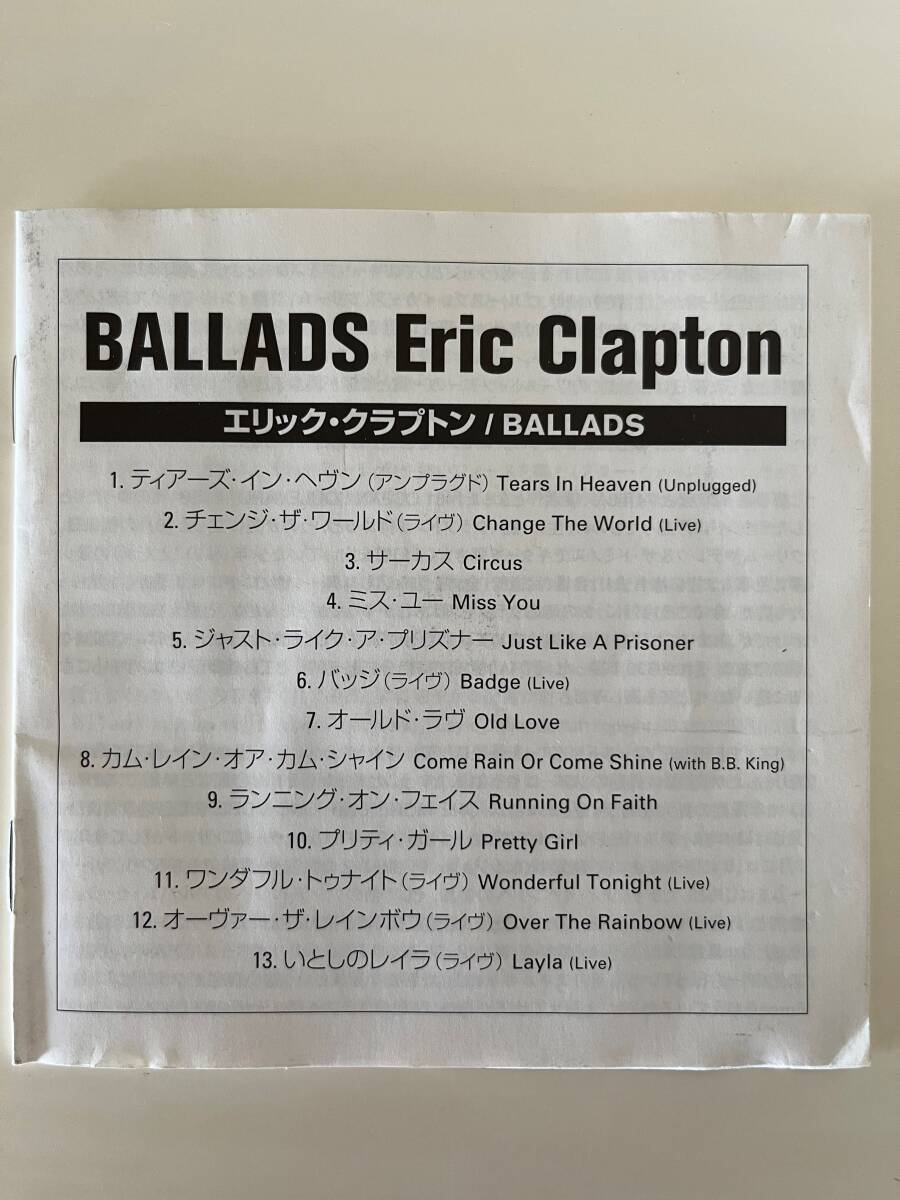 BALLADS Eric Clapton
エリック・クラプトン / BALLADS
1. ティアーズ・イン・ヘヴン（アンプラグド） Tears In Heaven (Unplugged)
2. チェンジ・ザ・ワールド（ライヴ） Change The World (Live)
3. サーカス Circus
4. ミス・ユー Miss You
5. ジャスト・ライク・ア・プリズナー Just Like A Prisoner
6. バッジ（ライヴ） Badge (Live)
7. オールド・ラヴ Old Love
8. カム・レイン・オア・カム・シャイン Come Rain Or Come Shine (with B.B. King)
9. ランニング・オン・フェイス Running On Faith
10. プリティ・ガール Pretty Girl
11. ワンダフル・トゥナイト（ライヴ） Wonderful Tonight (Live)
12. オーヴァー・ザ・レインボウ（ライヴ） Over The Rainbow (Live)
13. いとしのレイラ（ライヴ） Layla (Live)